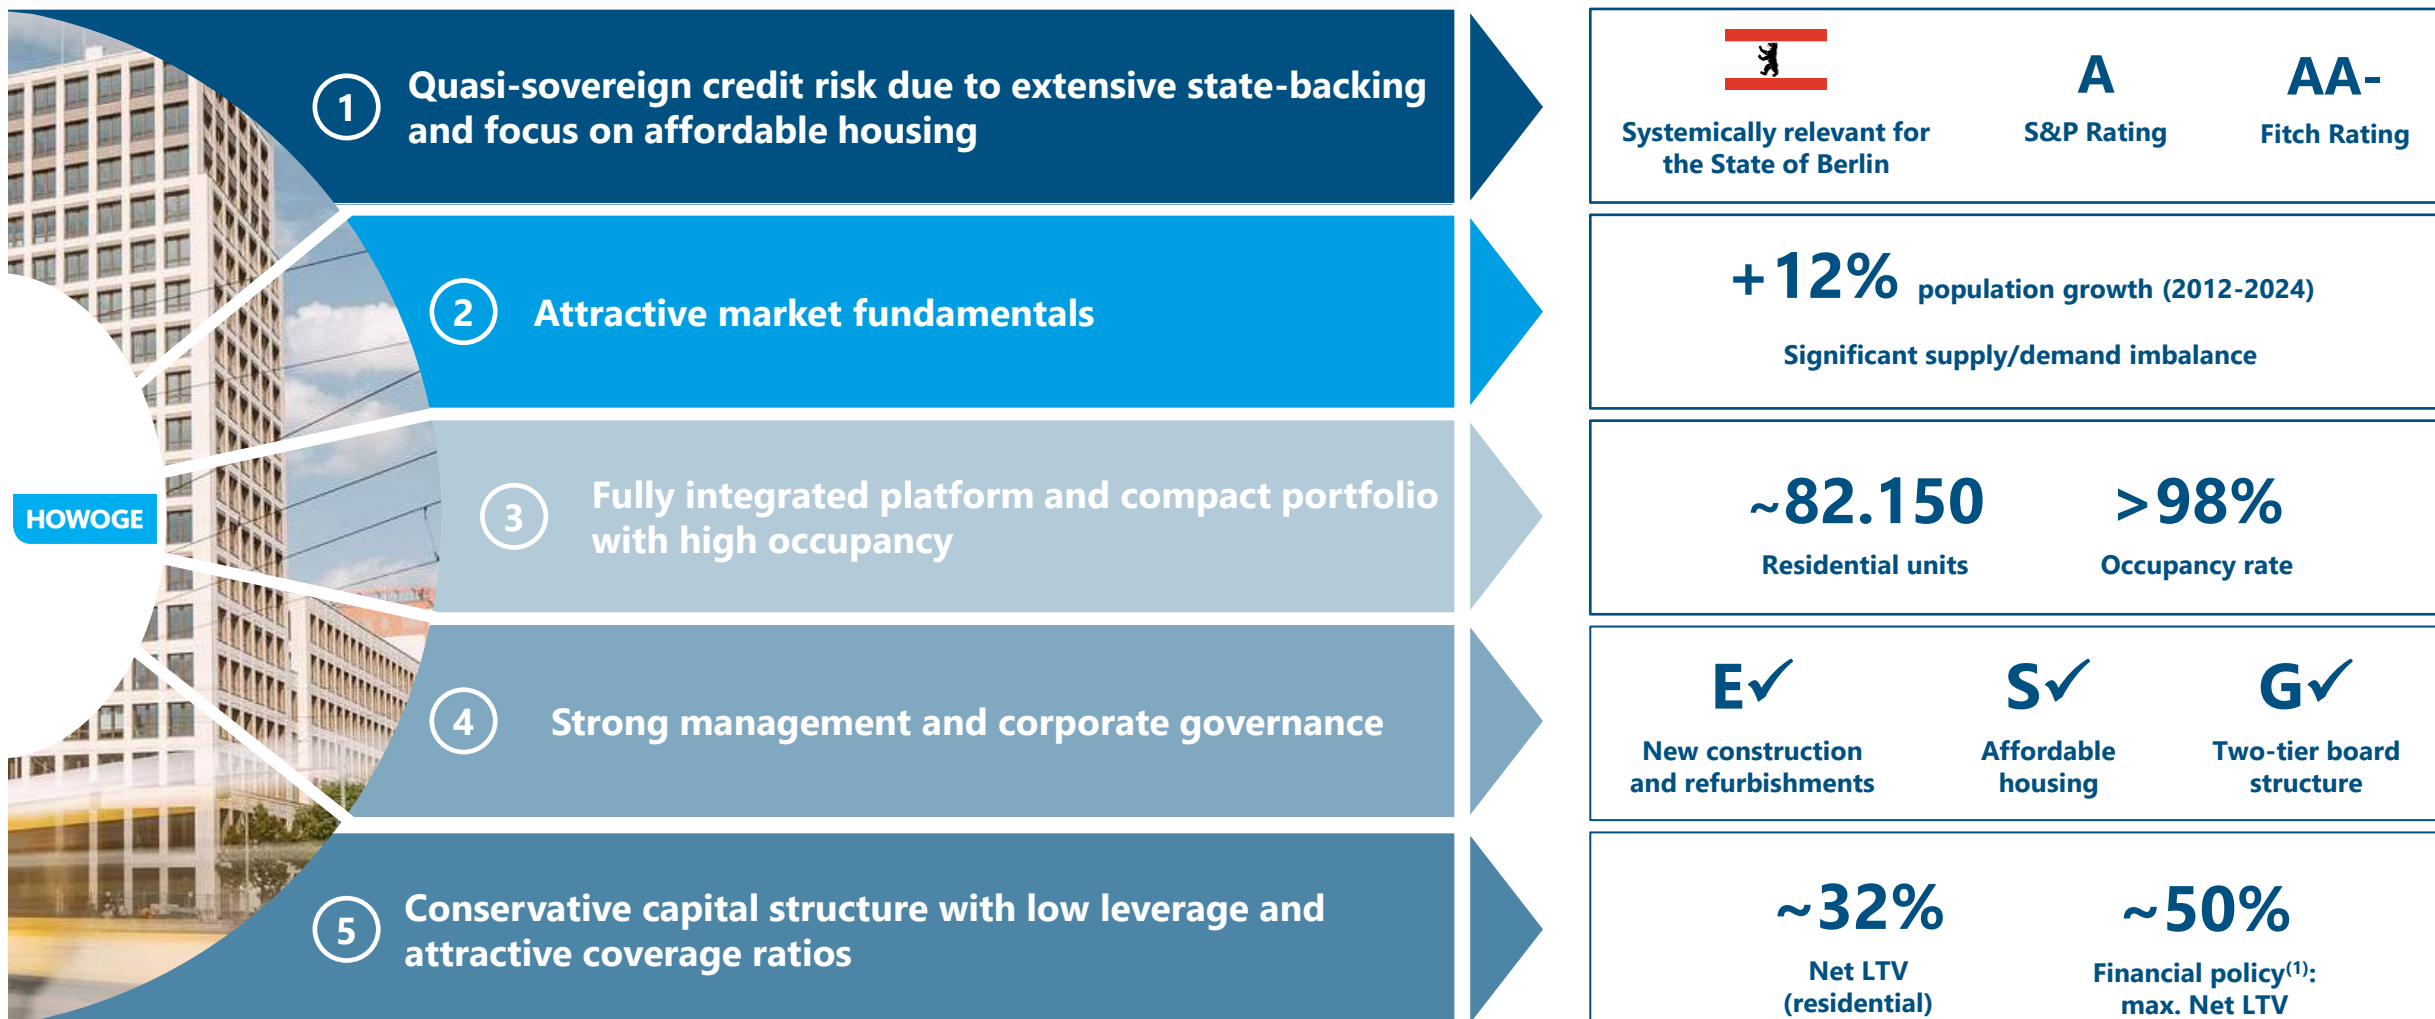 HOWOGE
1
Quasi-sovereign credit risk due to extensive state-backing
and focus on affordable housing
Systemically relevant for
the State of Berlin
A
S&P Rating
AA-
Fitch Rating
2
Attractive market fundamentals
+12% population growth (2012-2024)
Significant supply/demand imbalance
3
Fully integrated platform and compact portfolio
with high occupancy
~82.150
Residential units
>98%
Occupancy rate
4
Strong management and corporate governance
E✓
New construction
and refurbishments
S✓
Affordable
housing
G✓
Two-tier board
structure
5
Conservative capital structure with low leverage and
attractive coverage ratios
~32%
Net LTV
(residential)
~50%
Financial policy(1):
max. Net LTV